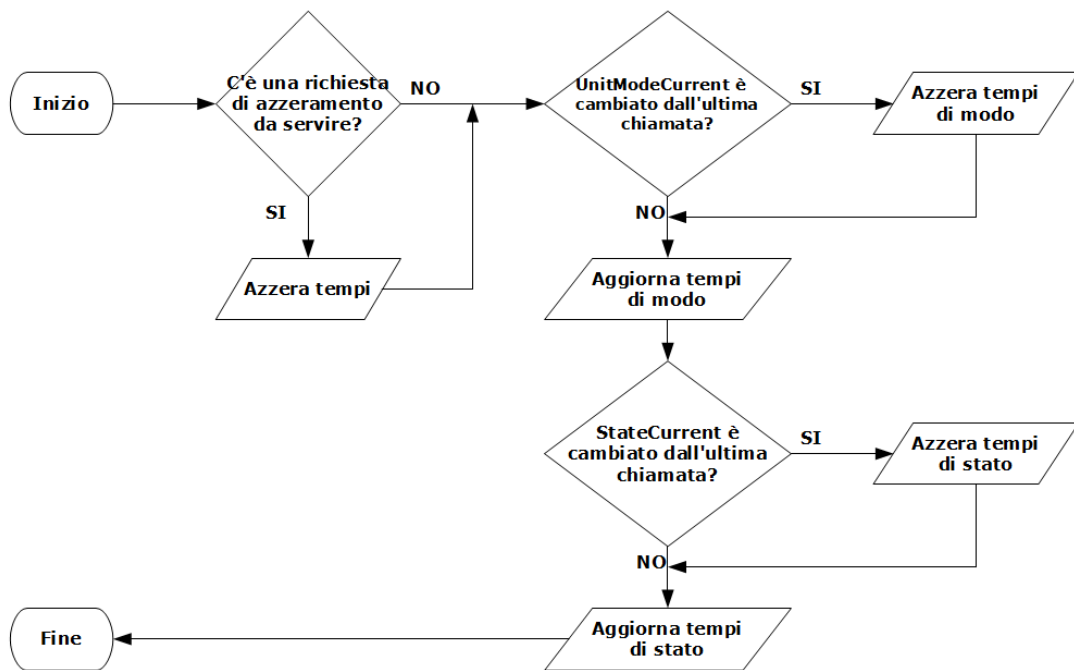 Inizio
C'è una richiesta
di azzeramento
da servire?
NO
SI
Azzera tempi
UnitModeCurrent è
cambiato dall'ultima
chiamata?
SI
Azzera tempi
di modo
NO
Aggiorna tempi
di modo
StateCurrent è
cambiato dall'ultima
chiamata?
SI
Azzera tempi
di stato
NO
Aggiorna tempi
di stato
Fine